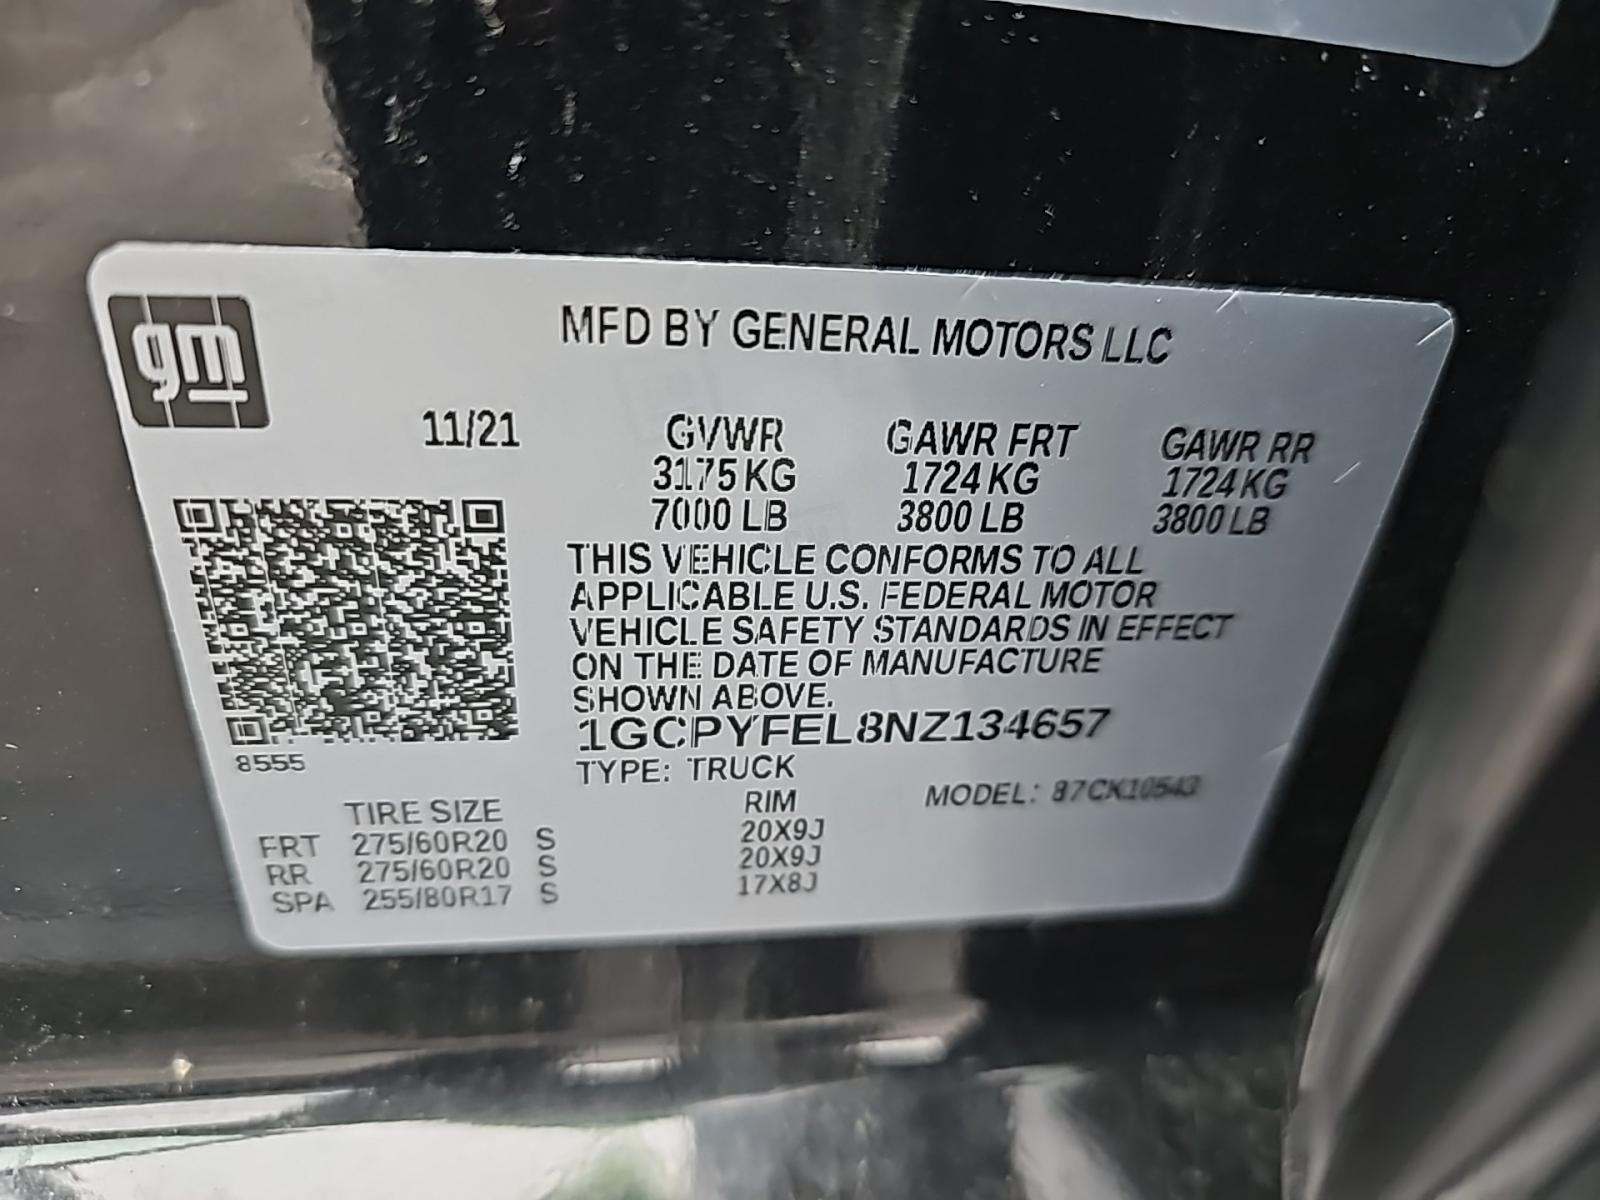 gm
MFD BY GENERAL MOTORS LLC
11/21
GVWR GAWR FRT GAWR RR
3175 KG 1724 KG 1724 KG
7000 LB 3800 LB 3800 LB
THIS VEHICLE CONFORMS TO ALL
APPLICABLE U.S. FEDERAL MOTOR
VEHICLE SAFETY STANDARDS IN EFFECT
ON THE DATE OF MANUFACTURE
SHOWN ABOVE.
1GCPYFEL8NZ134657
8555
TYPE: TRUCK
MODEL: 87CK10543
TIRE SIZE RIM
FRT 275/60R20 S 20X9J
RR 275/60R20 S 20X9J
SPA 255/80R17 S 17X8J